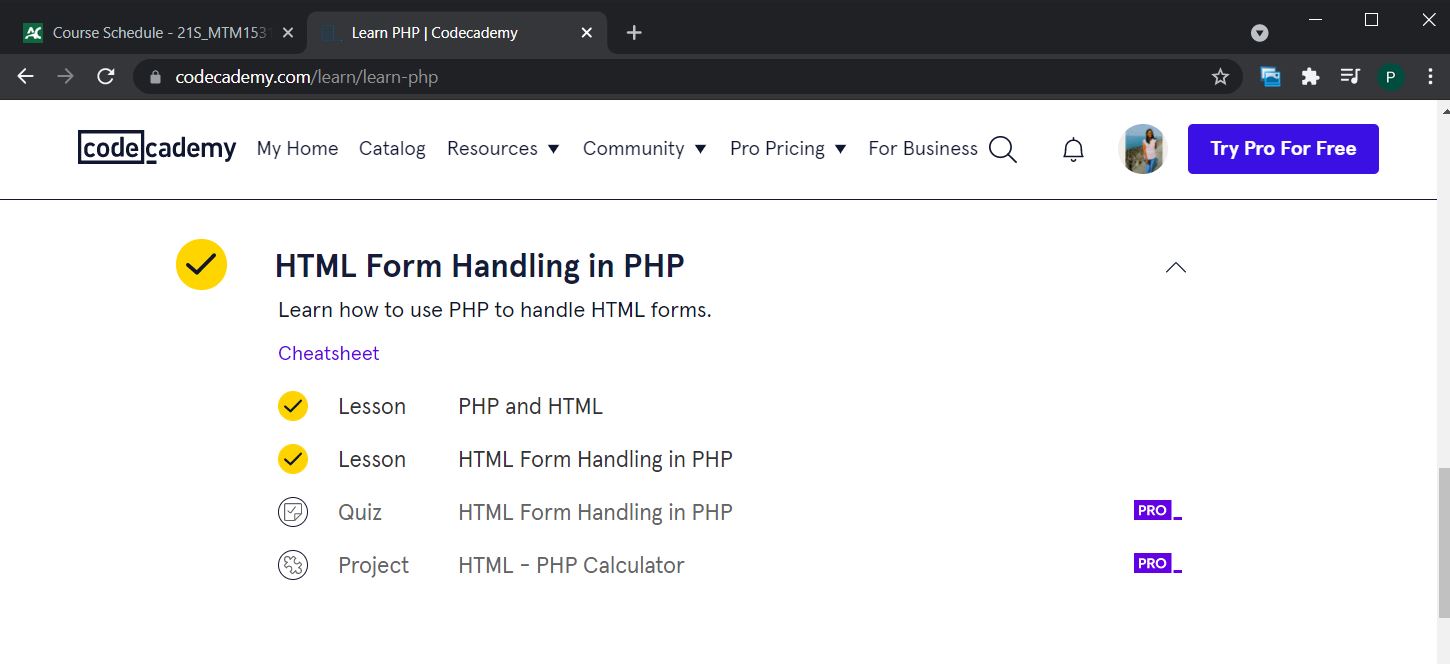 Course Schedule - 21S_MTM1531
Learn PHP | Codecademy
codecademy.com/learn/learn-php
P
codecademy My Home Catalog Resources Community Pro Pricing For Business Try Pro For Free
HTML Form Handling in PHP
Learn how to use PHP to handle HTML forms.
Cheatsheet
Lesson PHP and HTML
Lesson HTML Form Handling in PHP
Quiz HTML Form Handling in PHP PRO_
Project HTML - PHP Calculator PRO_